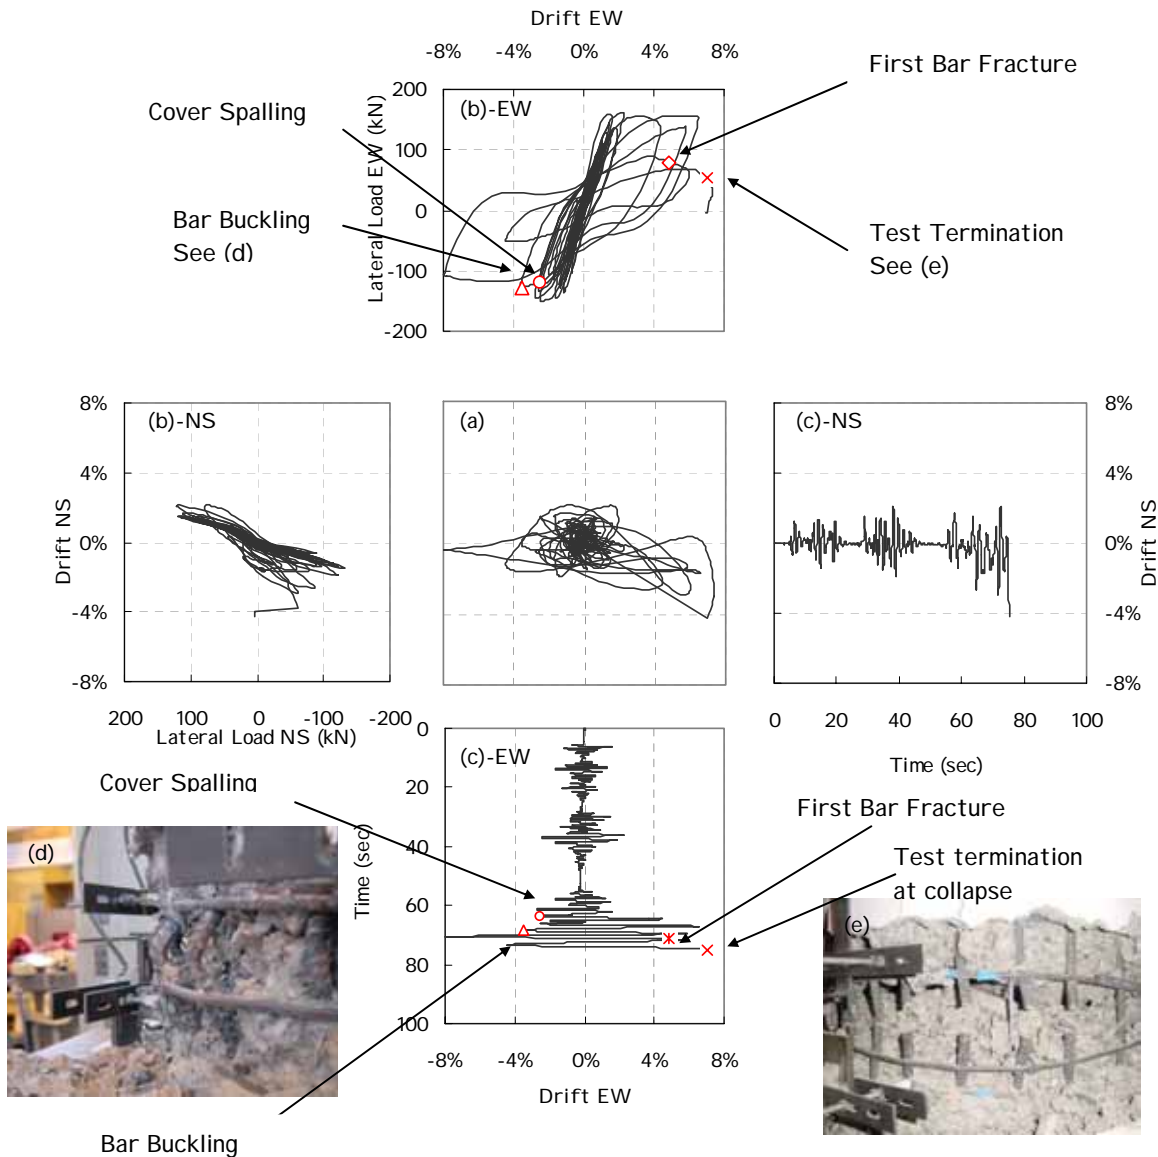 Drift EW
-8% -4% 0% 4% 8%
First Bar Fracture
200
(b)-EW
Cover Spalling
100
Lateral Load EW (kN)
0
Bar Buckling
See (d)
Test Termination
See (e)
-100
-200
8%
(b)-NS
(a)
(c)-NS
8%
4%
4%
Drift NS
0%
0%
Drift NS
-4%
-4%
-8%
-8%
200 100 0 -100 -200
Lateral Load NS (kN)
0 20 40 60 80 100
Time (sec)
0
(c)-EW
Cover Spalling
20
First Bar Fracture
(d)
40
Time (sec)
Test termination
at collapse
60
(e)
80
100
-8% -4% 0% 4% 8%
Drift EW
Bar Buckling